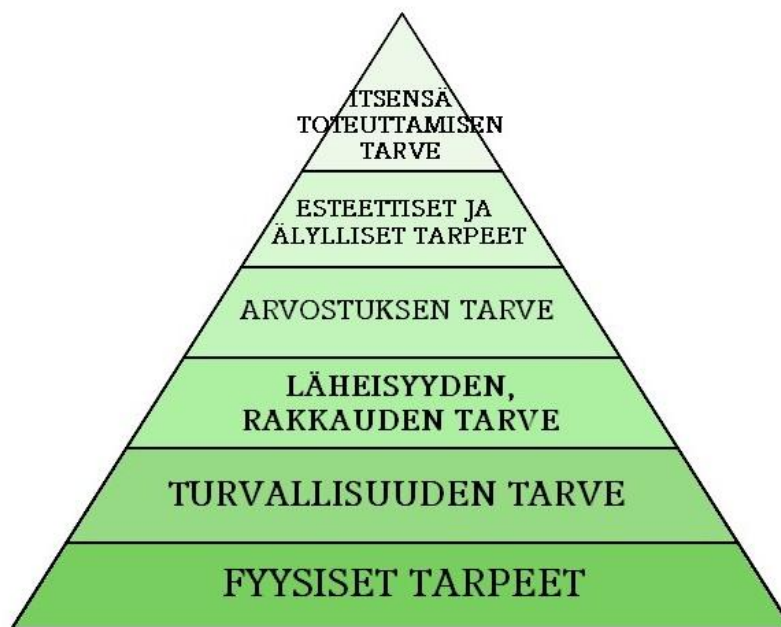 ITSENSÄ
TOTEUTTAMISEN
TARVE
ESTEETTISET JA
ÄLYLLISET TARPEET
ARVOSTUKSEN TARVE
LÄHEISYYDEN,
RAKKAUDEN TARVE
TURVALLISUUDEN TARVE
FYYSISET TARPEET